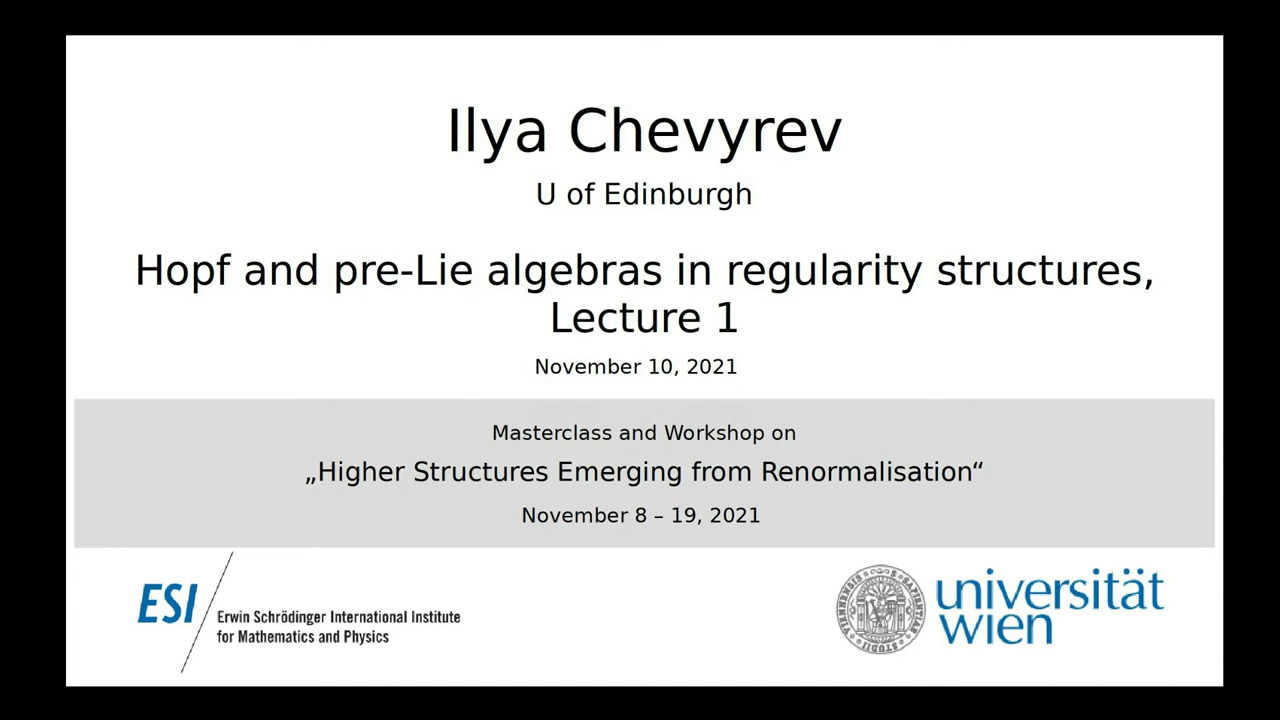 Ilya Chevyrev
U of Edinburgh
Hopf and pre-Lie algebras in regularity structures,
Lecture 1
November 10, 2021
Masterclass and Workshop on
„Higher Structures Emerging from Renormalisation“
November 8 – 19, 2021
ESI
Erwin Schrödinger International Institute
for Mathematics and Physics
universität
wien